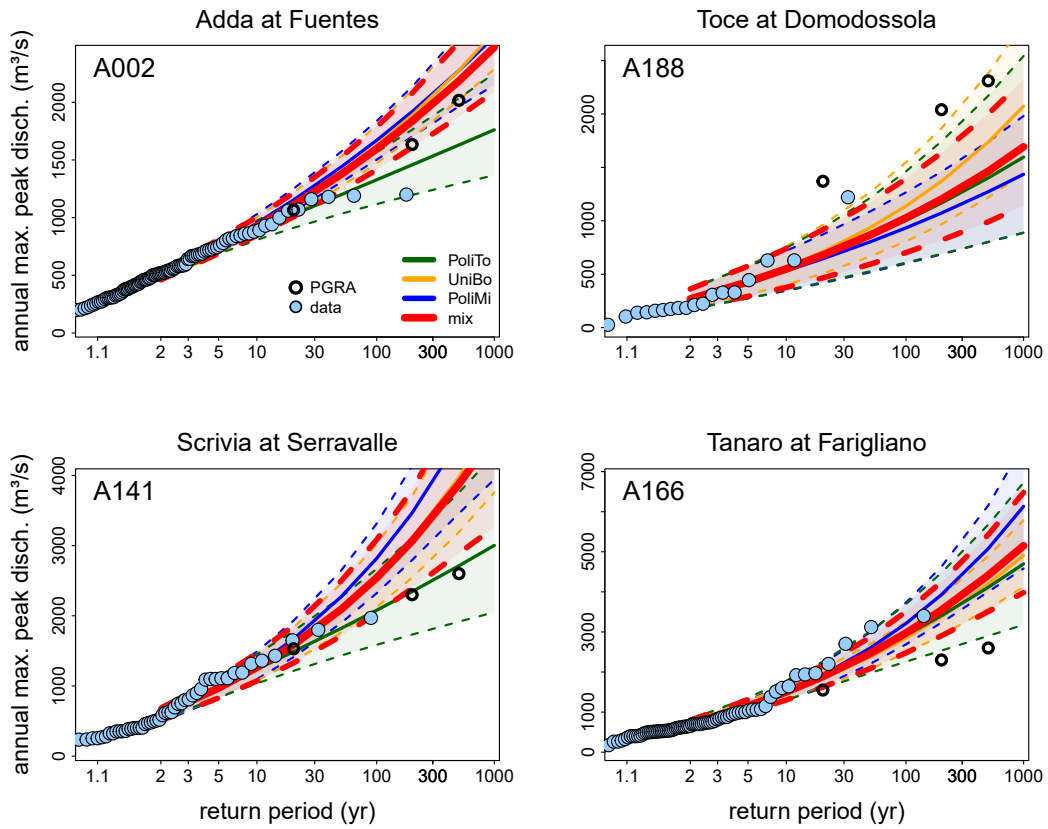 Adda at Fuentes
Toce at Domodossola
annual max. peak disch. (m³/s)
0
500
1000
1500
2000
A002
PGRA
data
PoliTo
UniBo
PoliMi
mix
1.1 2 3 5 10 30 100 300 1000
0
500
1000
2000
A188
1.1 2 3 5 10 30 100 300 1000
Scrivia at Serravalle
Tanaro at Farigliano
annual max. peak disch. (m³/s)
0
1000
2000
3000
4000
A141
1.1 2 3 5 10 30 100 300 1000
return period (yr)
0
1000
3000
5000
7000
A166
1.1 2 3 5 10 30 100 300 1000
return period (yr)